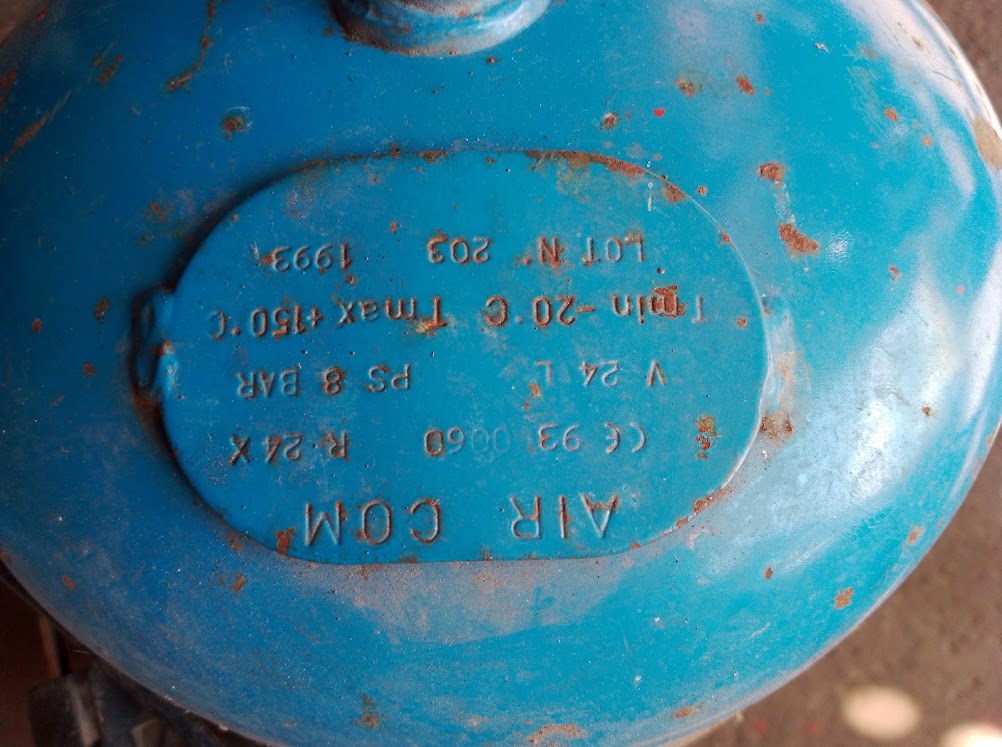 AIR COM
CE 93 0060 R-24X
V 24 L PS 8 BAR
Tmin -20°C Tmax +150°C
LOT N° 203 1993